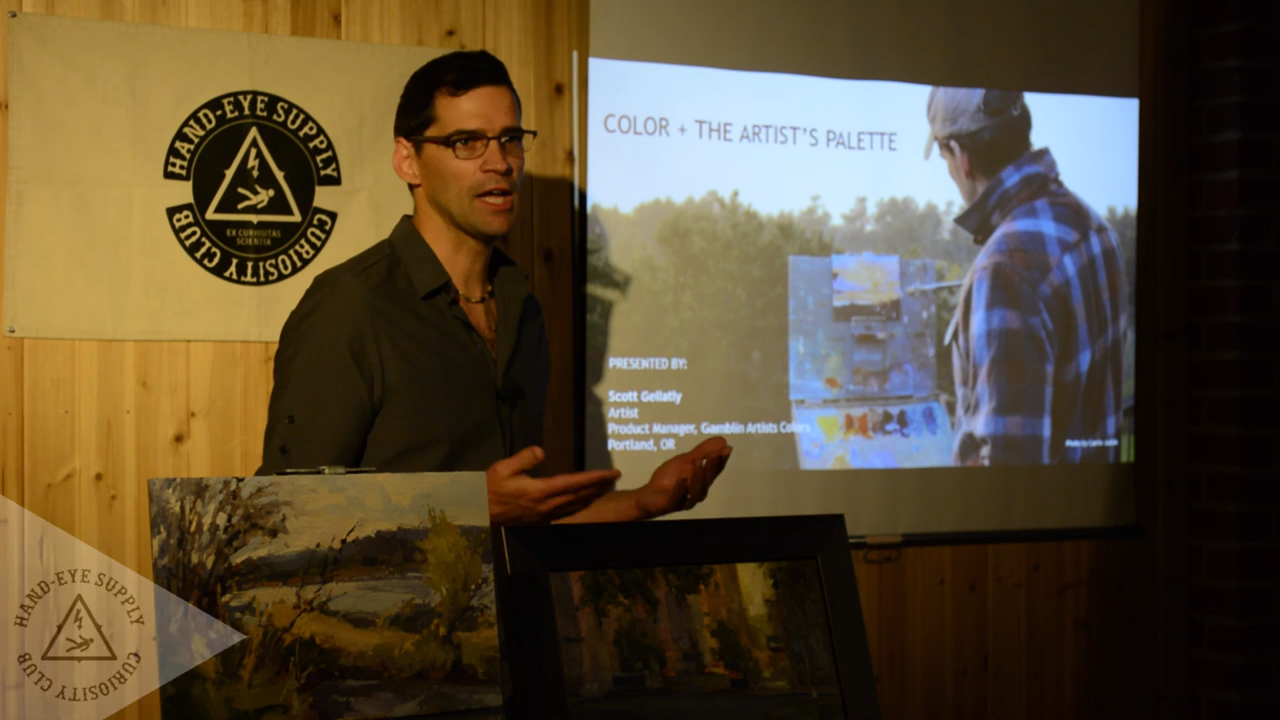 HAND-EYE SUPPLY
EX CURIOSITAS
SCIENTIA
CURIOSITY CLUB
COLOR + THE ARTIST'S PALETTE
PRESENTED BY:
Scott Gellatly
Artist
Product Manager, Gamblin Artists Colors
Portland, OR
HAND-EYE SUPPLY
CURIOSITY CLUB